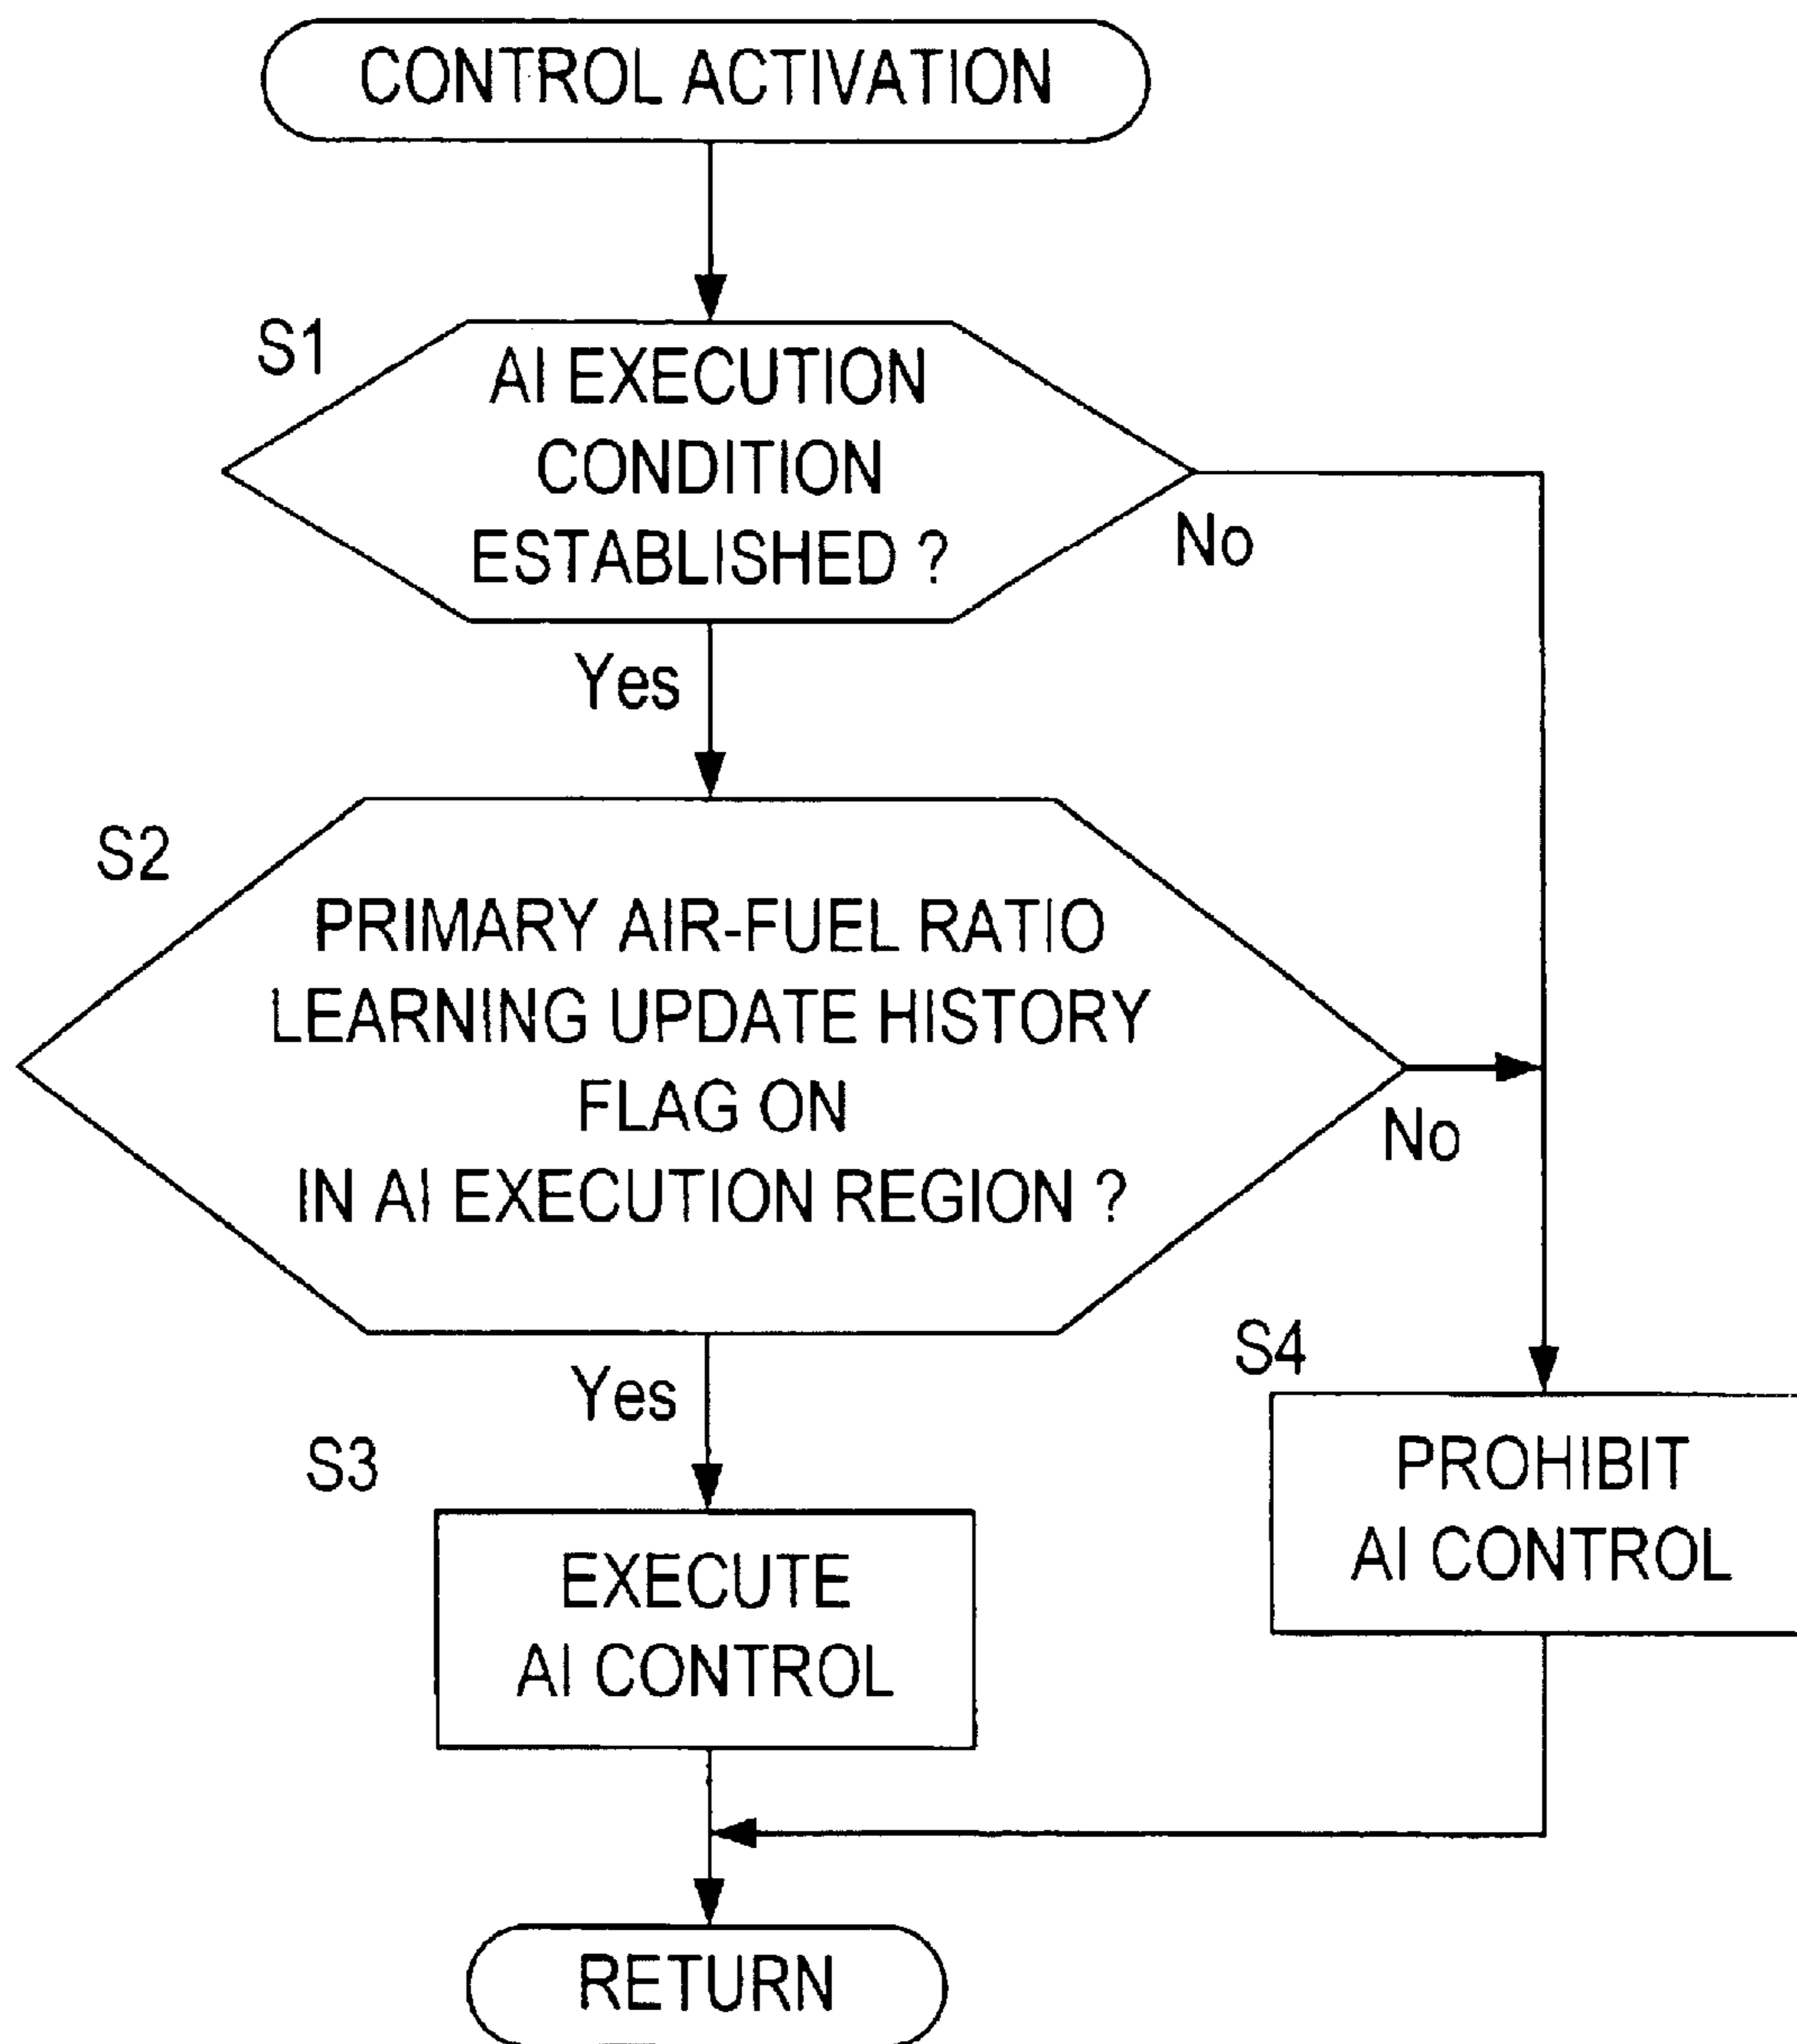 CONTROL ACTIVATION
S1
AI EXECUTION
CONDITION
ESTABLISHED ?
No
Yes
S2
PRIMARY AIR-FUEL RATIO
LEARNING UPDATE HISTORY
FLAG ON
IN AI EXECUTION REGION ?
No
Yes
S3
EXECUTE
AI CONTROL
S4
PROHIBIT
AI CONTROL
RETURN